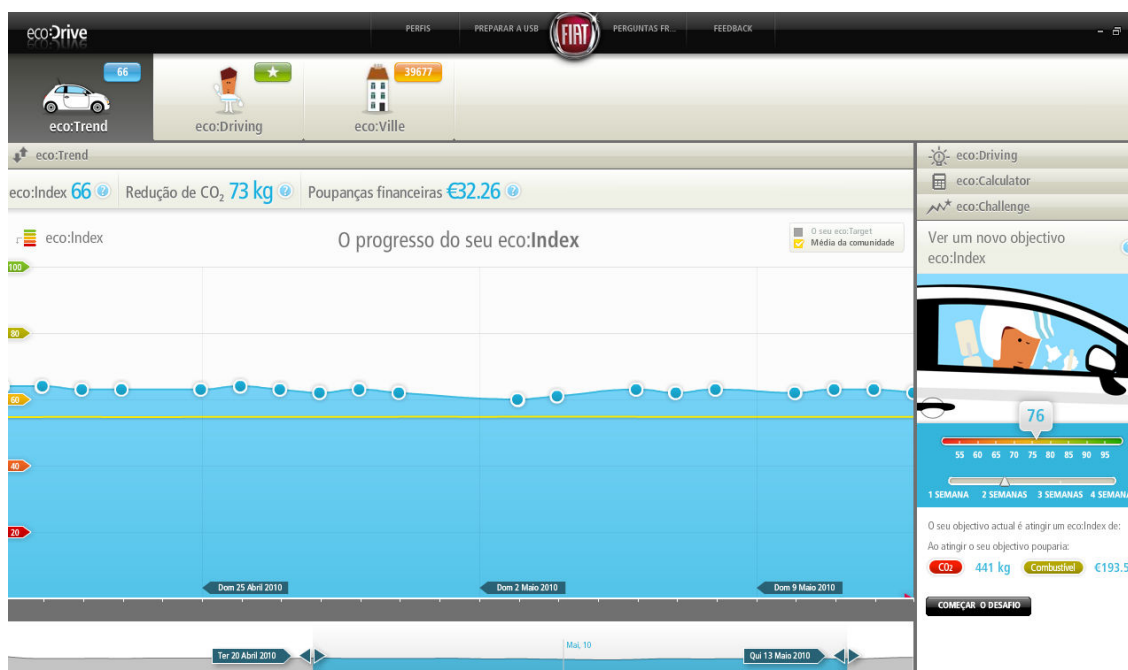 eco:Drive
PERFIS
PREPARAR A USB
FIAT
PERGUNTAS FR...
FEEDBACK
66
39677
eco:Trend
eco:Driving
eco:Ville
eco:Trend
eco:Index 66
Redução de CO2 73 kg
Poupanças financeiras €32.26
eco:Index
O progresso do seu eco:Index
O seu eco:Target
Média da comunidade
100
80
60
40
20
Dom 25 Abril 2010
Dom 2 Maio 2010
Dom 9 Maio 2010
Ter 20 Abril 2010
Mai, 10
Qui 13 Maio 2010
eco:Driving
eco:Calculator
eco:Challenge
Ver um novo objectivo
eco:Index
76
55 60 65 70 75 80 85 90 95
1 SEMANA 2 SEMANAS 3 SEMANAS 4 SEMAN
O seu objectivo actual é atingir um eco:Index de:
Ao atingir o seu objectivo pouparia:
CO2 441 kg Combustível €193.5
COMEÇAR O DESAFIO